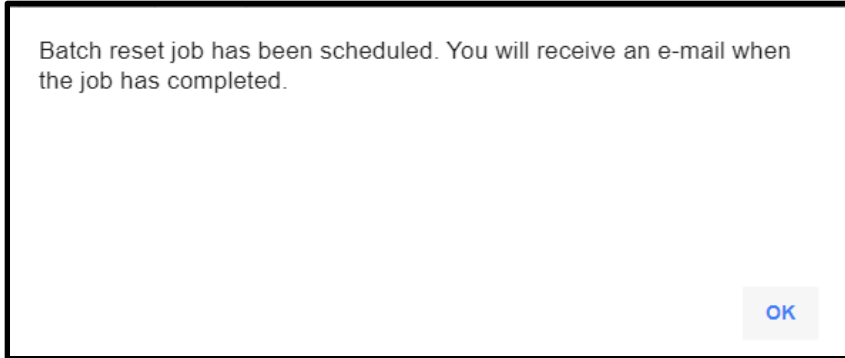 Batch reset job has been scheduled. You will receive an e-mail when
the job has completed.
OK